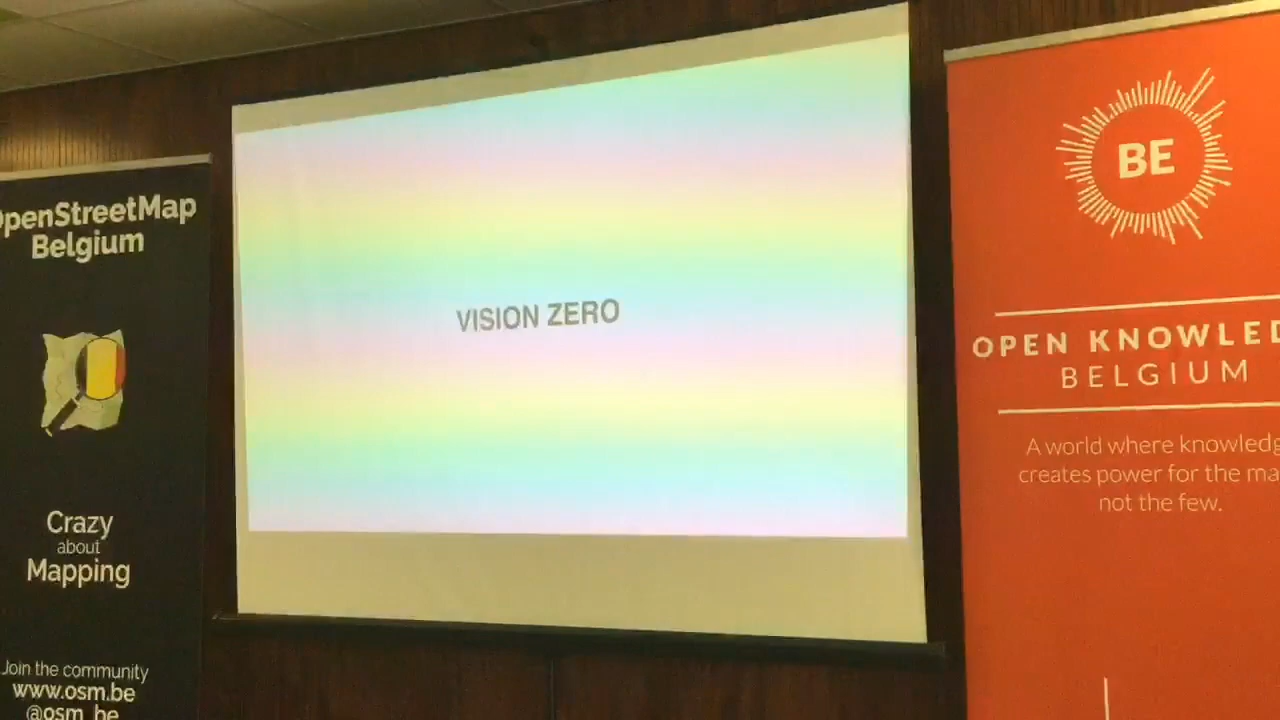 OpenStreetMap
Belgium
Crazy
about
Mapping
Join the community
www.osm.be
@osm_be
VISION ZERO
BE
OPEN KNOWLED
BELGIUM
A world where knowledg
creates power for the ma
not the few.